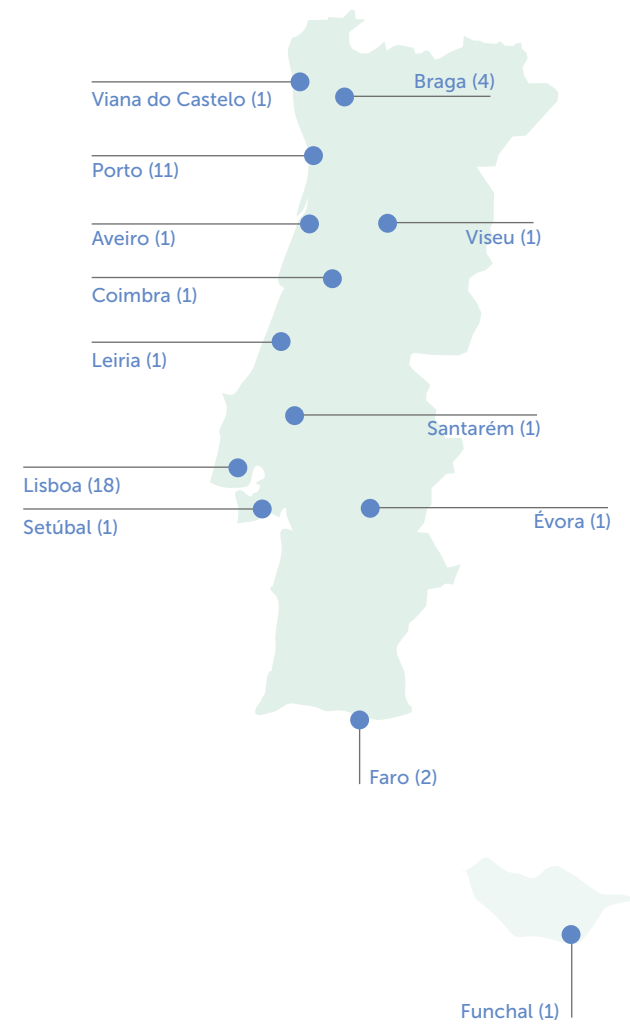 Braga (4)
Viana do Castelo (1)
Porto (11)
Aveiro (1)
Viseu (1)
Coimbra (1)
Leiria (1)
Santarém (1)
Lisboa (18)
Évora (1)
Setúbal (1)
Faro (2)
Funchal (1)